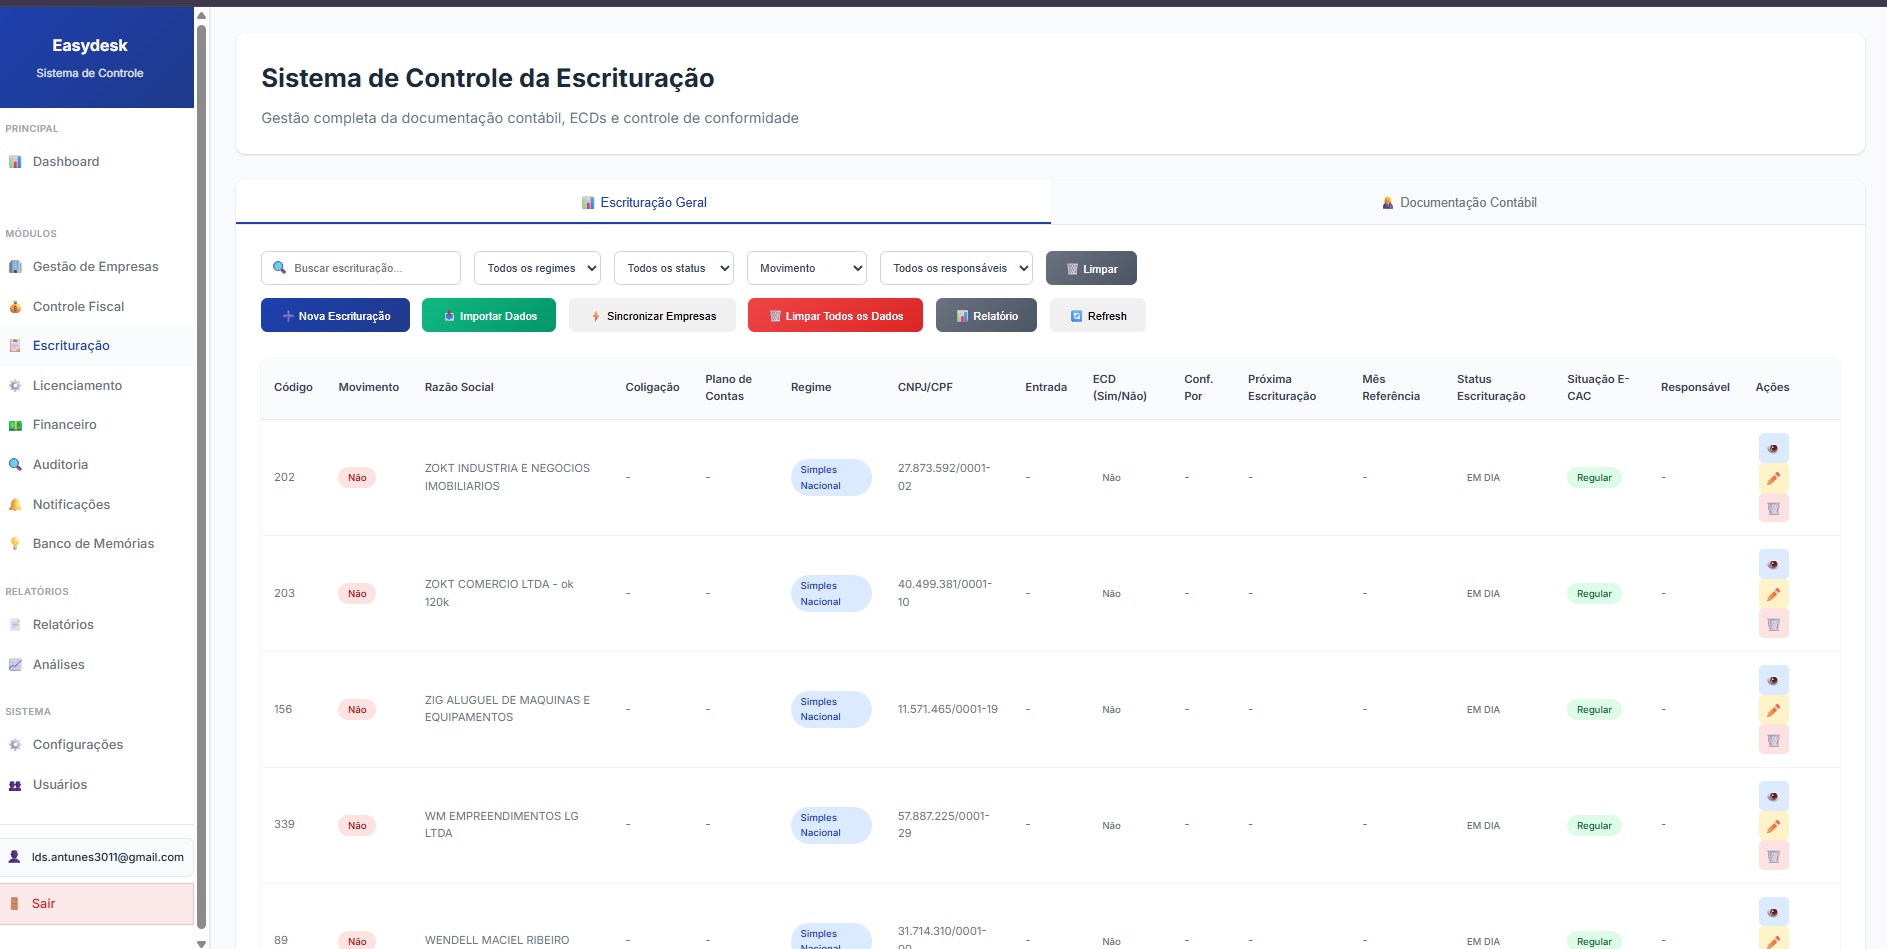 Easydesk
Sistema de Controle
PRINCIPAL
Dashboard
MÓDULOS
Gestão de Empresas
Controle Fiscal
Escrituração
Licenciamento
Financeiro
Auditoria
Notificações
Banco de Memórias
RELATÓRIOS
Relatórios
Análises
SISTEMA
Configurações
Usuários
lds.antunes3011@gmail.com
Sair
Sistema de Controle da Escrituração
Gestão completa da documentação contábil, ECDs e controle de conformidade
Escrituração Geral
Documentação Contábil
Buscar escrituração... Todos os regimes Todos os status Movimento Todos os responsáveis Limpar
Nova Escrituração Importar Dados Sincronizar Empresas Limpar Todos os Dados Relatório Refresh
Código Movimento Razão Social Coligação Plano de Contas Regime CNPJ/CPF Entrada ECD (Sim/Não) Conf. Por Próxima Escrituração Mês Referência Status Escrituração Situação E-CAC Responsável Ações
202 Não ZOKT INDUSTRIA E NEGOCIOS IMOBILIARIOS - - Simples Nacional 27.873.592/0001-02 - Não - - - EM DIA Regular -
203 Não ZOKT COMERCIO LTDA - ok 120k - - Simples Nacional 40.499.381/0001-10 - Não - - - EM DIA Regular -
156 Não ZIG ALUGUEL DE MAQUINAS E EQUIPAMENTOS - - Simples Nacional 11.571.465/0001-19 - Não - - - EM DIA Regular -
339 Não WM EMPREENDIMENTOS LG LTDA - - Simples Nacional 57.887.225/0001-29 - Não - - - EM DIA Regular -
89 Não WENDELL MACIEL RIBEIRO - - Simples Nacional 31.714.310/0001- - Não - - - EM DIA Regular -